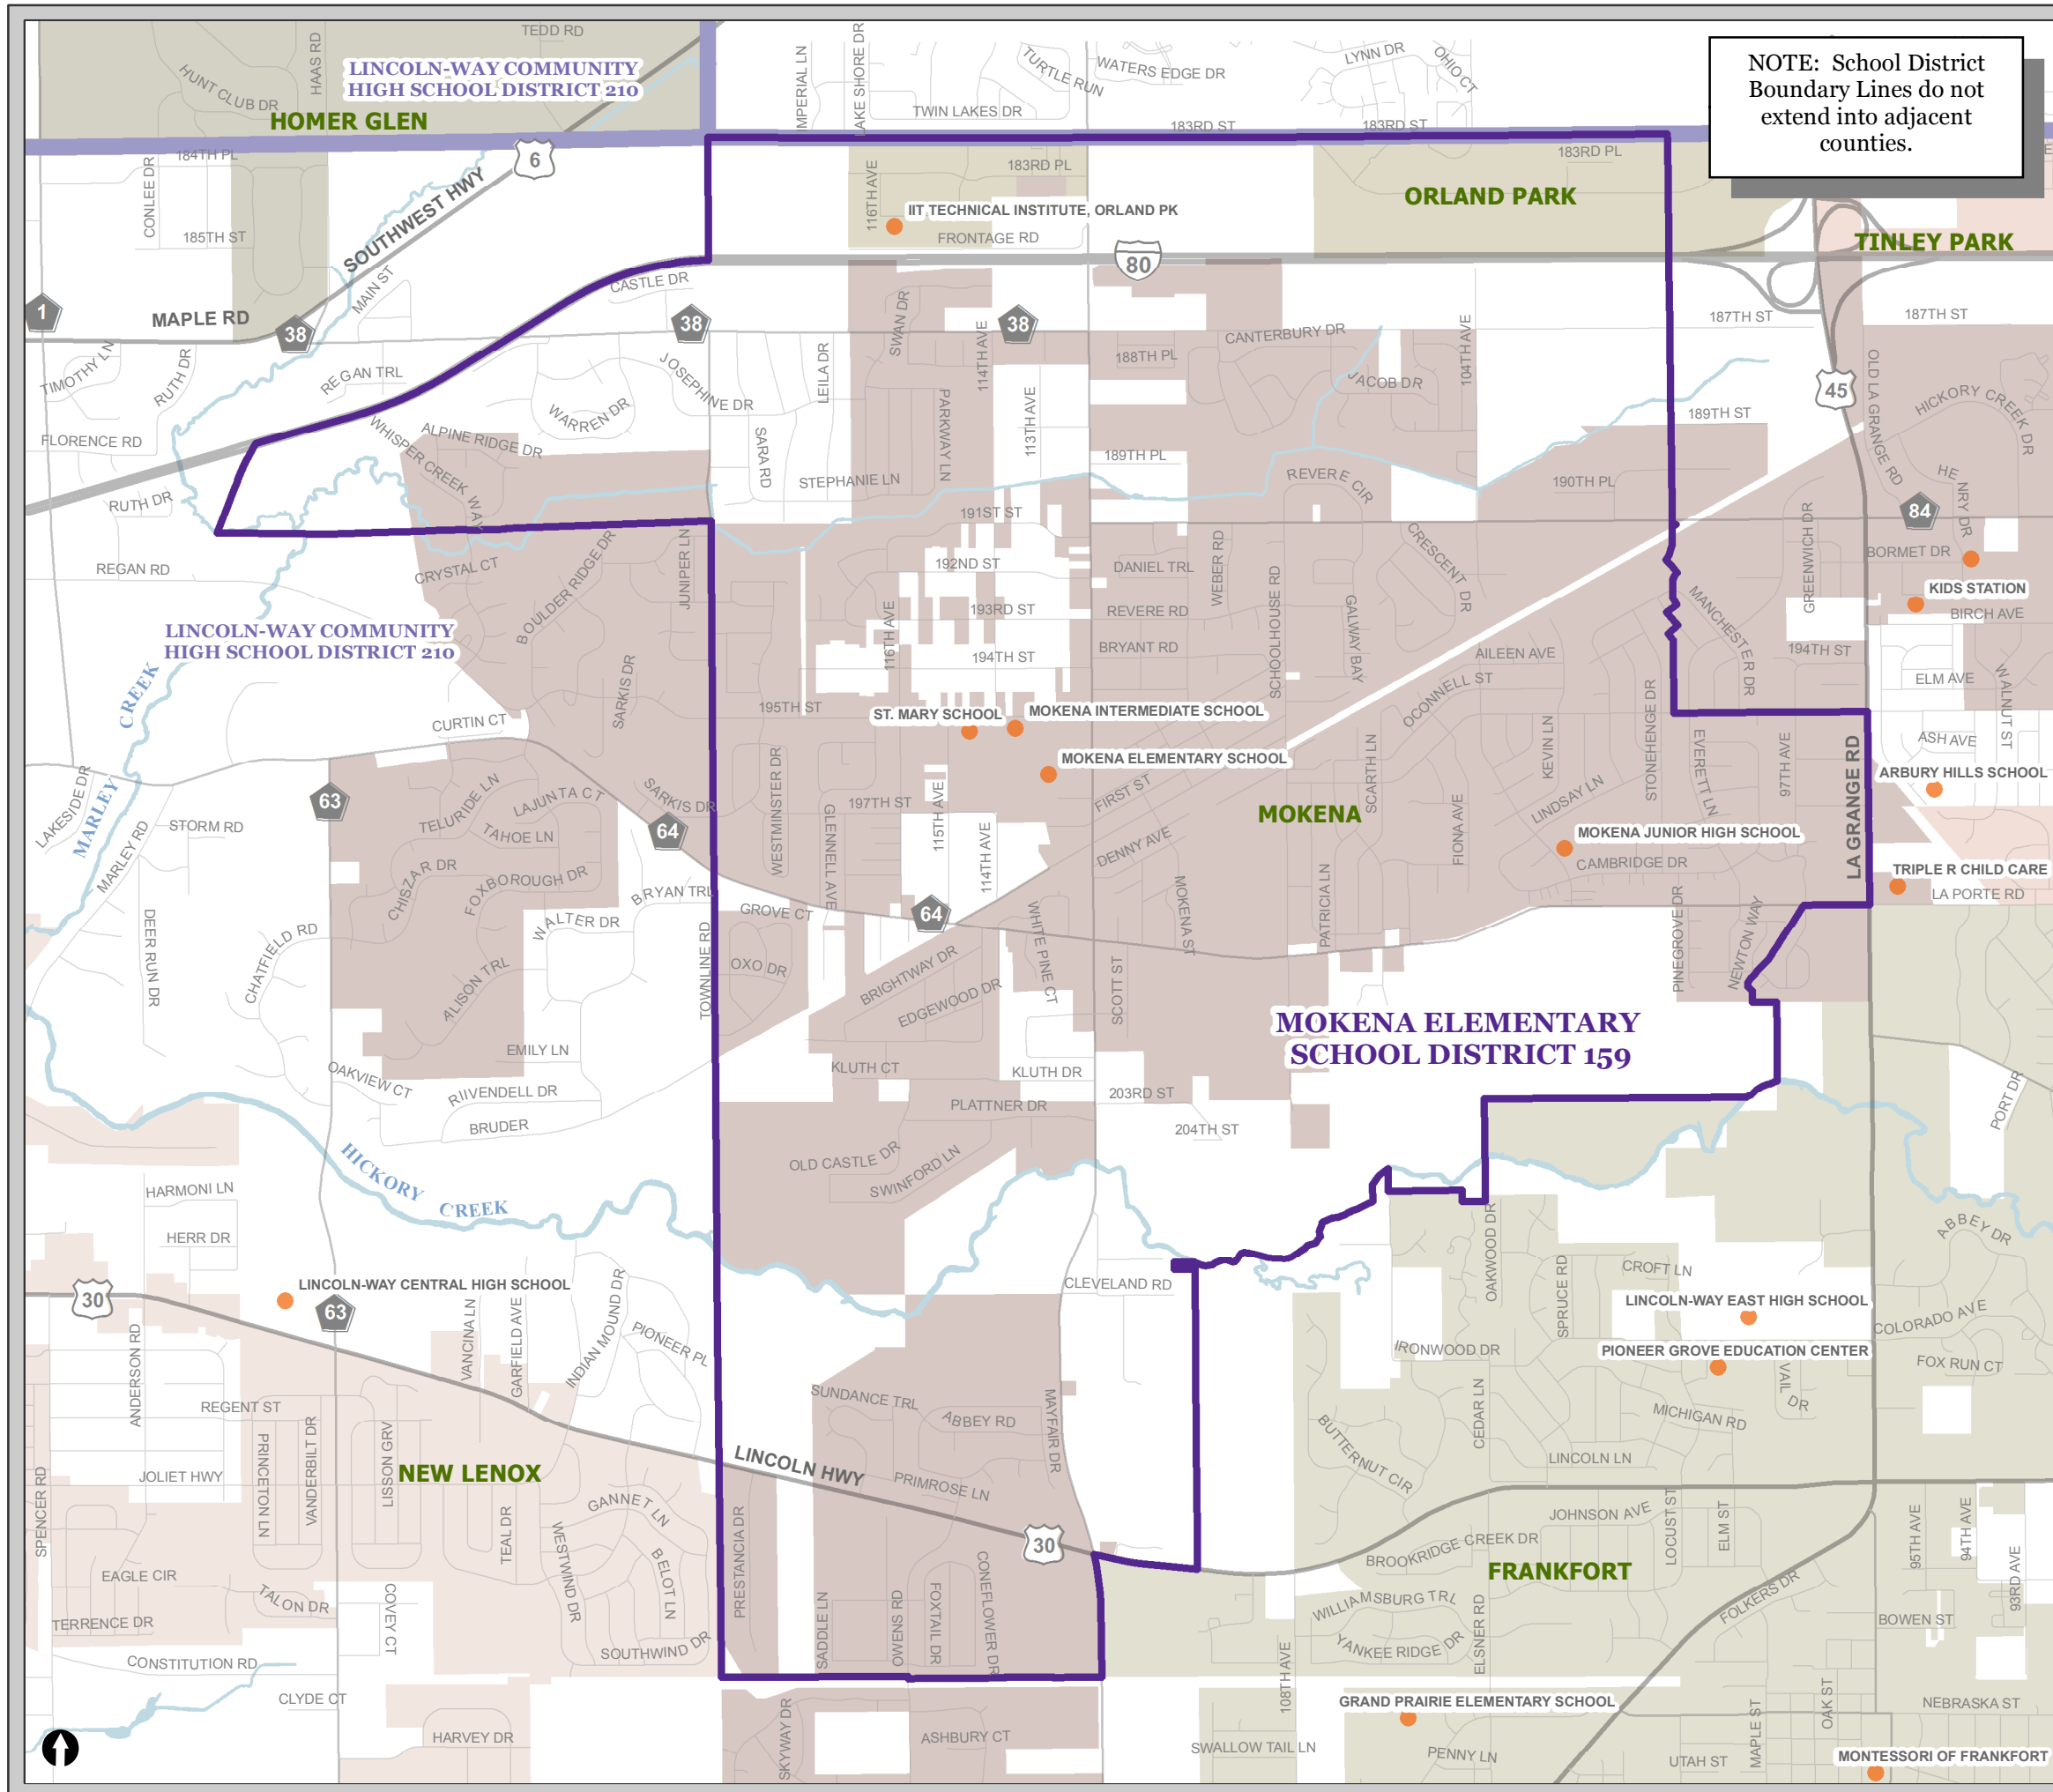 TEDD RD
HAAS RD
HUNT CLUB DR
LINCOLN-WAY COMMUNITY
HIGH SCHOOL DISTRICT 210
HOMER GLEN
IMPERIAL LN
LAKE SHORE DR
TURTLE RUN
WATERS EDGE DR
LYNN DR
OHIO CT
TWIN LAKES DR
183RD ST
183RD ST
NOTE: School District
Boundary Lines do not
extend into adjacent
counties.
184TH PL
CONLEE DR
6
SOUTHWEST HWY
185TH ST
MAIN ST
116TH AVE
183RD PL
183RD PL
ORLAND PARK
IIT TECHNICAL INSTITUTE, ORLAND PK
FRONTAGE RD
80
TINLEY PARK
CASTLE DR
1
MAPLE RD
38
38
38
SWAN DR
114TH AVE
CANTERBURY DR
188TH PL
104TH AVE
187TH ST
187TH ST
TIMOTHY LN
RUTH DR
REGAN TRL
JOSEPHINE DR
LEILA DR
JACOB DR
45
OLD LA GRANGE RD
HICKORY CREEK DR
WARREN DR
PARKWAY LN
113TH AVE
189TH ST
FLORENCE RD
WHISPER CREEK WAY
ALPINE RIDGE DR
SARA RD
STEPHANIE LN
189TH PL
REVERE CIR
190TH PL
HENRY DR
RUTH DR
191ST ST
84
REGAN RD
CRYSTAL CT
BOULDER RIDGE DR
JUNIPER LN
192ND ST
DANIEL TRL
WEBER RD
CRESCENT DR
GREENWICH DR
BORMET DR
KIDS STATION
BIRCH AVE
LINCOLN-WAY COMMUNITY
HIGH SCHOOL DISTRICT 210
116TH AVE
193RD ST
REVERE RD
SCHOOLHOUSE RD
GALWAY BAY
MANCHESTER DR
194TH ST
BRYANT RD
AILEEN AVE
194TH ST
ELM AVE
WALNUT ST
MARLEY CREEK
CURTIN CT
SARKIS DR
195TH ST
ST. MARY SCHOOL
MOKENA INTERMEDIATE SCHOOL
OCONNELL ST
STONEHENGE DR
ASH AVE
MOKENA ELEMENTARY SCHOOL
KEVIN LN
EVERETT LN
97TH AVE
LA GRANGE RD
ARBURY HILLS SCHOOL
LAKESIDE DR
63
TELURIDE LN
LAJUNTA CT
SARKIS DR
WESTMINSTER DR
197TH ST
GLENNELL AVE
115TH AVE
FIRST ST
SCARTH LN
LINDSAY LN
MOKENA
STORM RD
MARLEY RD
TAHOE LN
64
114TH AVE
DENNY AVE
FIONA AVE
MOKENA JUNIOR HIGH SCHOOL
CAMBRIDGE DR
CHISZAR DR
FOXBOROUGH DR
BRYAN TRL
MOKENA ST
PATRICIA LN
TRIPLE R CHILD CARE
LA PORTE RD
DEER RUN DR
CHATFIELD RD
WALTER DR
GROVE CT
64
WHITE PINE CT
PINEGROVE DR
NEWTON WAY
TOWNLINE RD
OXO DR
BRIGHTWAY DR
EDGEWOOD DR
SCOTT ST
ALISON TRL
MOKENA ELEMENTARY
SCHOOL DISTRICT 159
EMILY LN
OAKVIEW CT
RIIVENDELL DR
KLUTH CT
KLUTH DR
203RD ST
PORT DR
BRUDER
PLATTNER DR
204TH ST
HICKORY CREEK
OLD CASTLE DR
SWINFORD LN
HARMONI LN
HERR DR
OAKWOOD DR
ABBEY DR
LINCOLN-WAY CENTRAL HIGH SCHOOL
CLEVELAND RD
SPRUCE RD
CROFT LN
LINCOLN-WAY EAST HIGH SCHOOL
30
63
VANCINA LN
GARFIELD AVE
INDIAN MOUND DR
PIONEER PL
IRONWOOD DR
PIONEER GROVE EDUCATION CENTER
COLORADO AVE
FOX RUN CT
ANDERSON RD
REGENT ST
SUNDANCE TRL
ABBEY RD
MAYFAIR DR
CEDAR LN
VAIL DR
MICHIGAN RD
BUTTERNUT CIR
PRINCETON LN
VANDERBILT DR
LISSON GRV
LINCOLN HWY
LINCOLN LN
JOLIET HWY
NEW LENOX
PRIMROSE LN
SPENCER RD
GANNET LN
TEAL DR
WESTWIND DR
BELOT LN
PRESTANCIA DR
30
JOHNSON AVE
LOCUST ST
ELM ST
95TH AVE
94TH AVE
BROOKRIDGE CREEK DR
FRANKFORT
93RD AVE
EAGLE CIR
TALON DR
COVEY CT
SADDLE LN
OWENS RD
FOXTAIL DR
CONEFLOWER DR
WILLIAMSBURG TRL
FOLKERS DR
TERRENCE DR
SOUTHWIND DR
YANKEE RIDGE DR
ELSNER RD
BOWEN ST
CONSTITUTION RD
108TH AVE
CLYDE CT
GRAND PRAIRIE ELEMENTARY SCHOOL
OAK ST
NEBRASKA ST
HARVEY DR
SKYWAY DR
ASHBURY CT
SWALLOW TAIL LN
PENNY LN
UTAH ST
MAPLE ST
MONTESSORI OF FRANKFORT